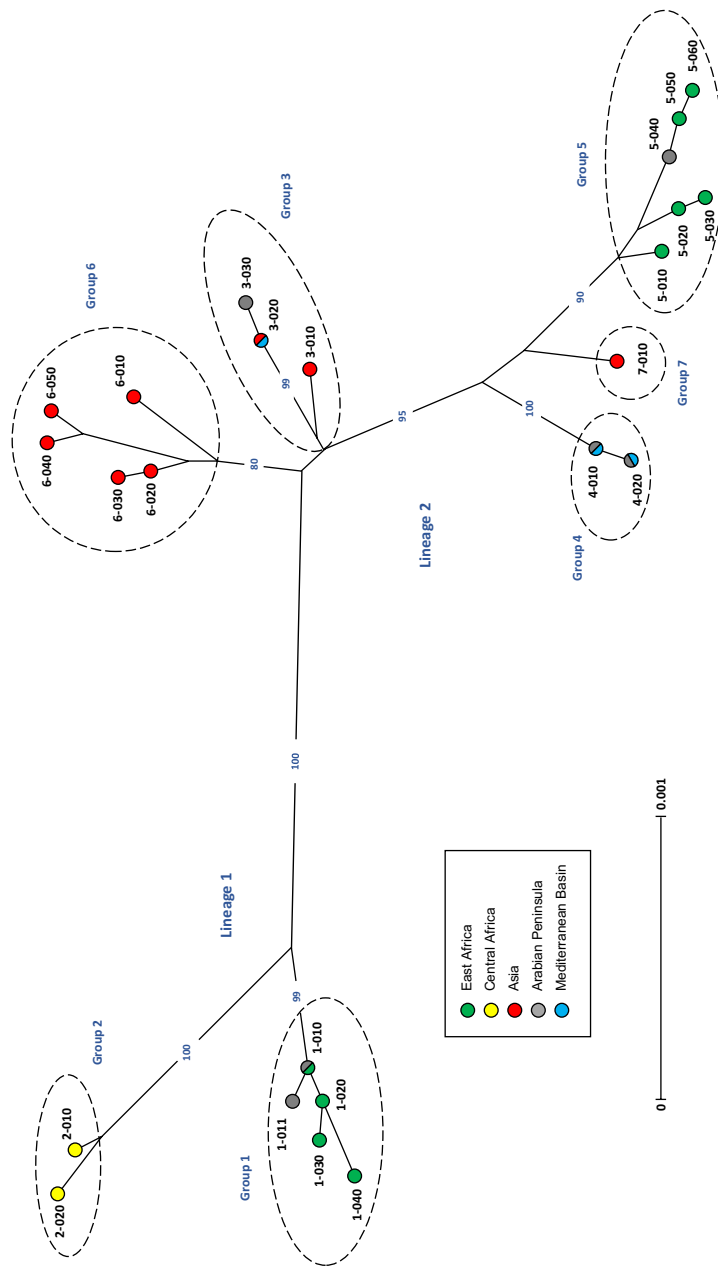 Group 2
2-020
2-010
100
Lineage 1
Group 1
99
1-010
1-011
1-020
1-030
1-040
100
Group 6
6-050
6-040
6-010
6-030
6-020
80
Group 3
3-030
3-020
3-010
99
95
Lineage 2
100
Group 4
4-010
4-020
Group 7
7-010
90
Group 5
5-010
5-020
5-030
5-040
5-050
5-060
East Africa
Central Africa
Asia
Arabian Peninsula
Mediterranean Basin
0
0.001